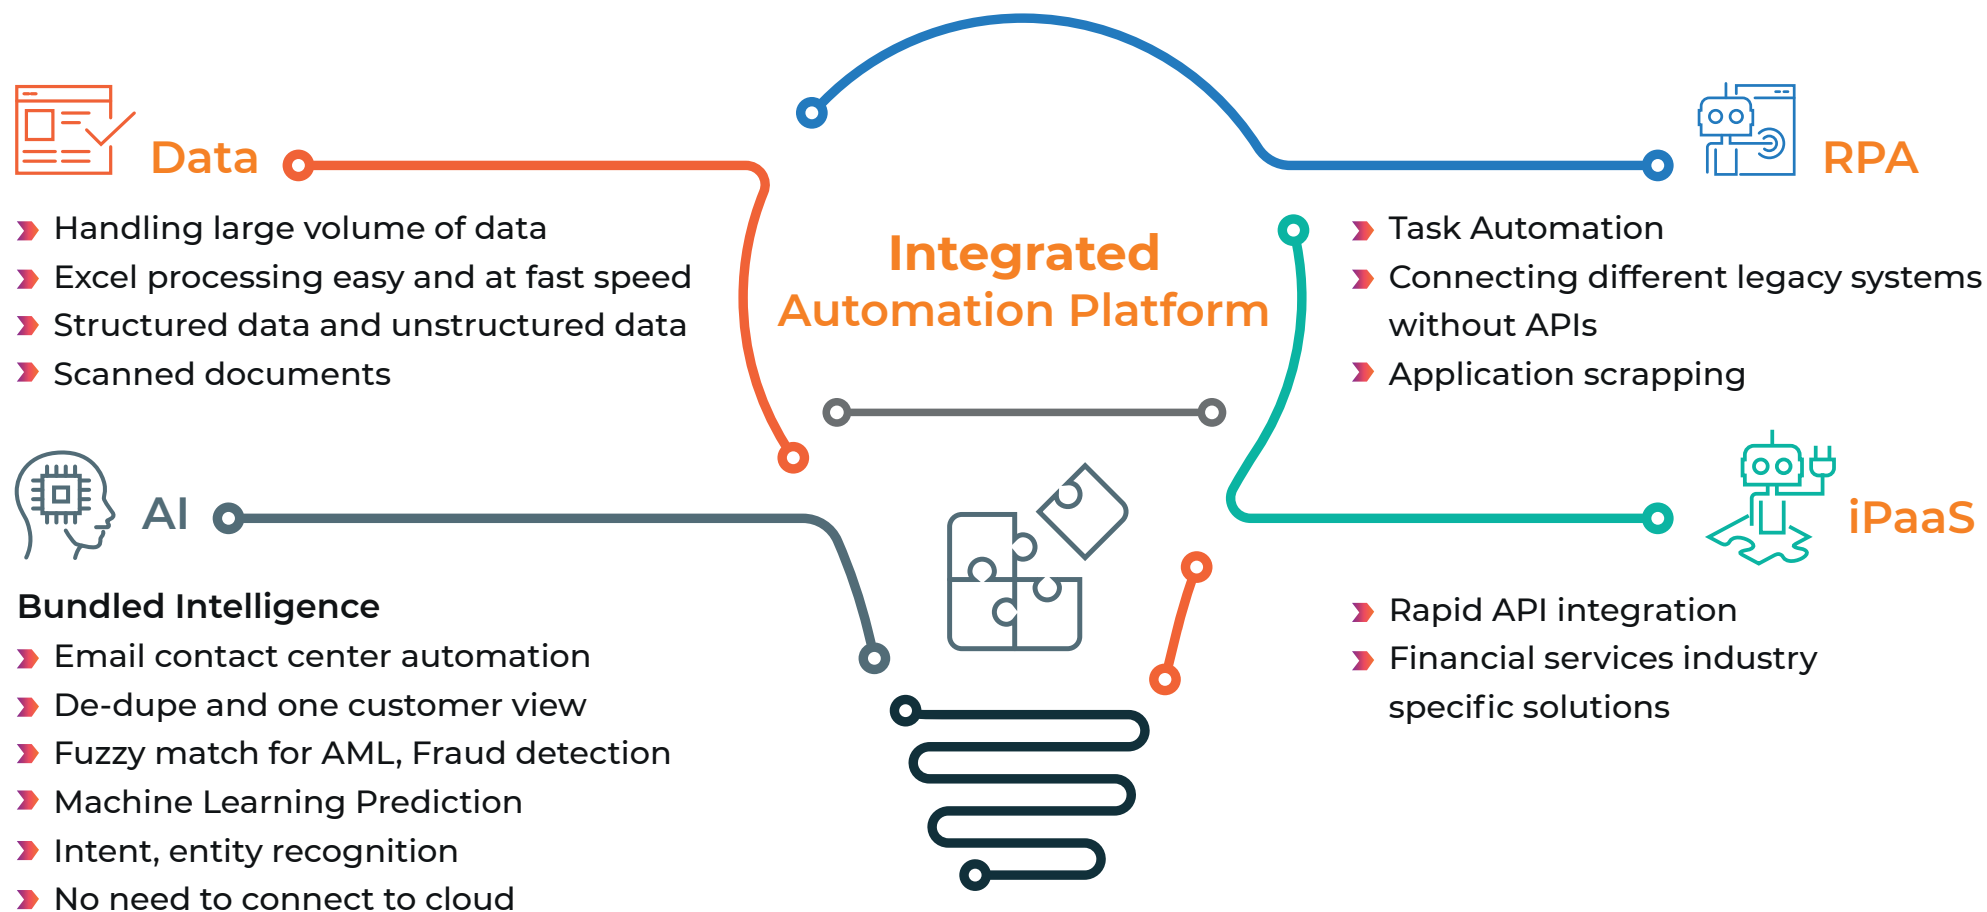 Data
Handling large volume of data
Excel processing easy and at fast speed
Structured data and unstructured data
Scanned documents
AI
Bundled Intelligence
Email contact center automation
De-dupe and one customer view
Fuzzy match for AML, Fraud detection
Machine Learning Prediction
Intent, entity recognition
No need to connect to cloud
Integrated
Automation Platform
RPA
Task Automation
Connecting different legacy systems
without APIs
Application scrapping
iPaaS
Rapid API integration
Financial services industry
specific solutions